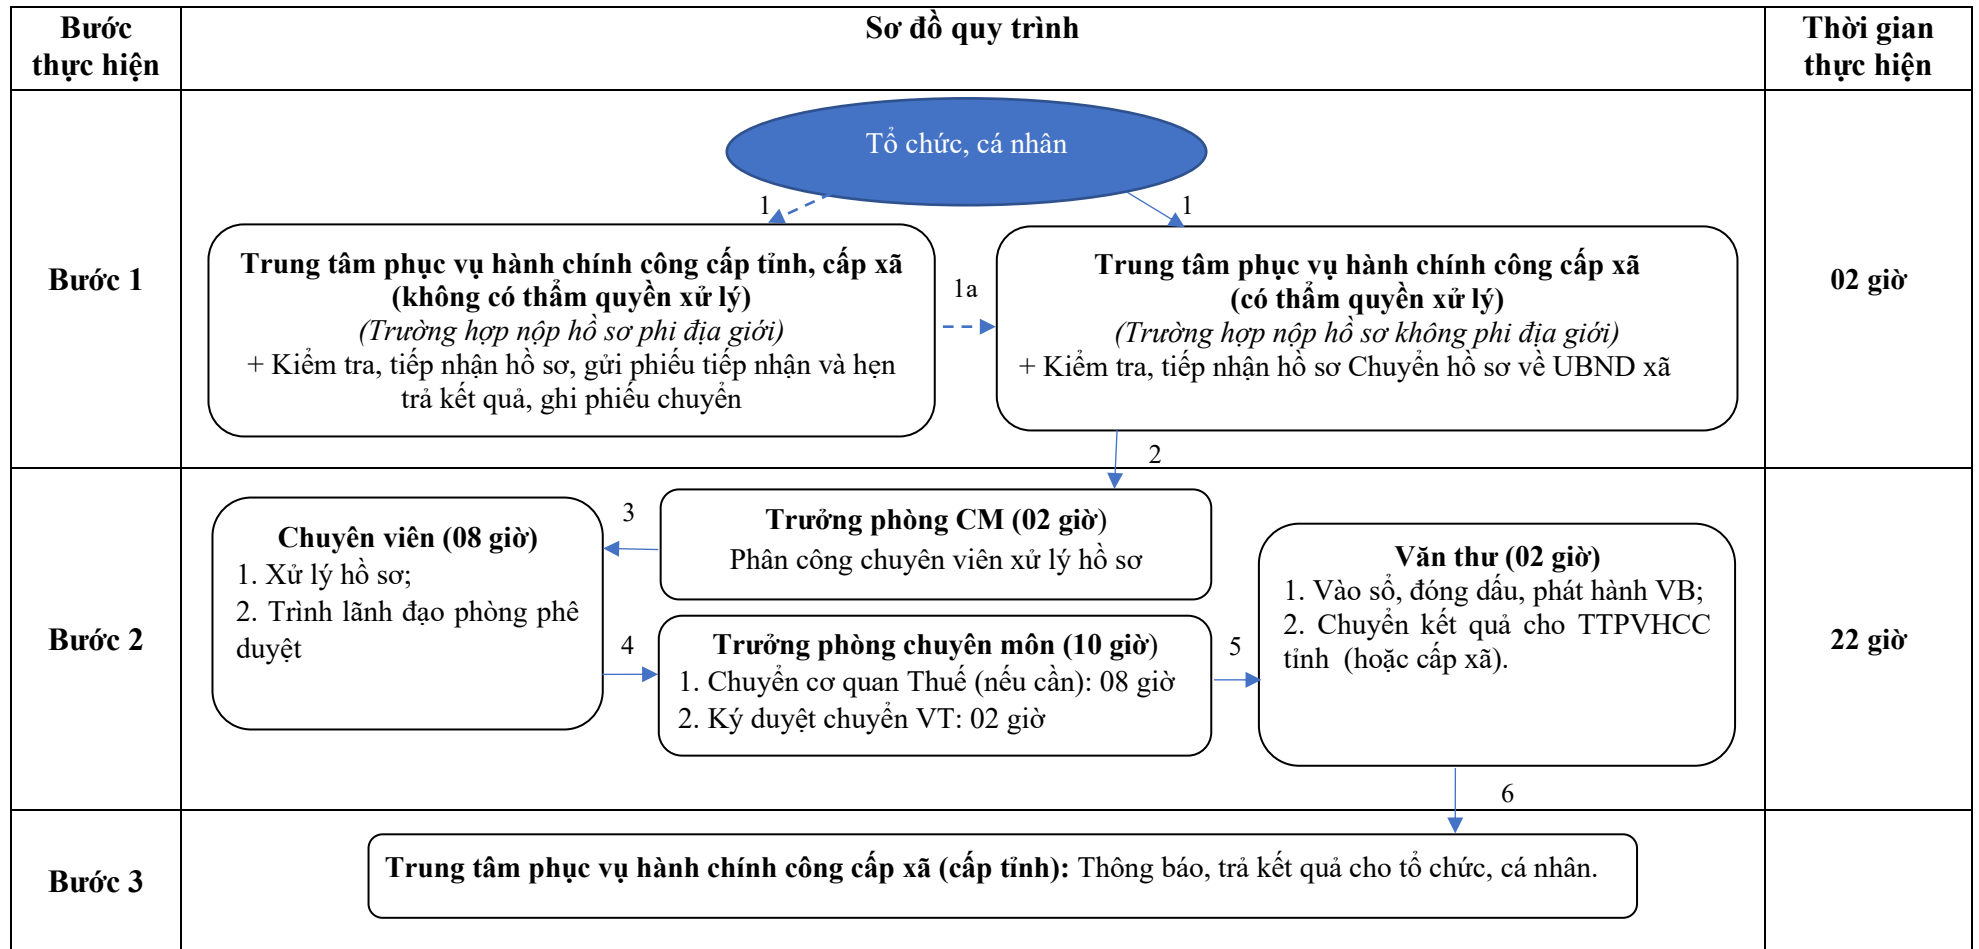 Bước
thực hiện
Sơ đồ quy trình
Thời gian
thực hiện
Bước 1
Tổ chức, cá nhân
1
1
Trung tâm phục vụ hành chính công cấp tỉnh, cấp xã
(không có thẩm quyền xử lý)
(Trường hợp nộp hồ sơ phi địa giới)
+ Kiểm tra, tiếp nhận hồ sơ, gửi phiếu tiếp nhận và hẹn
trả kết quả, ghi phiếu chuyển
1a
Trung tâm phục vụ hành chính công cấp xã
(có thẩm quyền xử lý)
(Trường hợp nộp hồ sơ không phi địa giới)
+ Kiểm tra, tiếp nhận hồ sơ Chuyển hồ sơ về UBND xã
02 giờ
2
Bước 2
Trưởng phòng CM (02 giờ)
Phân công chuyên viên xử lý hồ sơ
3
Chuyên viên (08 giờ)
1. Xử lý hồ sơ;
2. Trình lãnh đạo phòng phê
duyệt
4
Trưởng phòng chuyên môn (10 giờ)
1. Chuyển cơ quan Thuế (nếu cần): 08 giờ
2. Ký duyệt chuyển VT: 02 giờ
5
Văn thư (02 giờ)
1. Vào sổ, đóng dấu, phát hành VB;
2. Chuyển kết quả cho TTPVHCC
tỉnh (hoặc cấp xã).
22 giờ
6
Bước 3
Trung tâm phục vụ hành chính công cấp xã (cấp tỉnh): Thông báo, trả kết quả cho tổ chức, cá nhân.